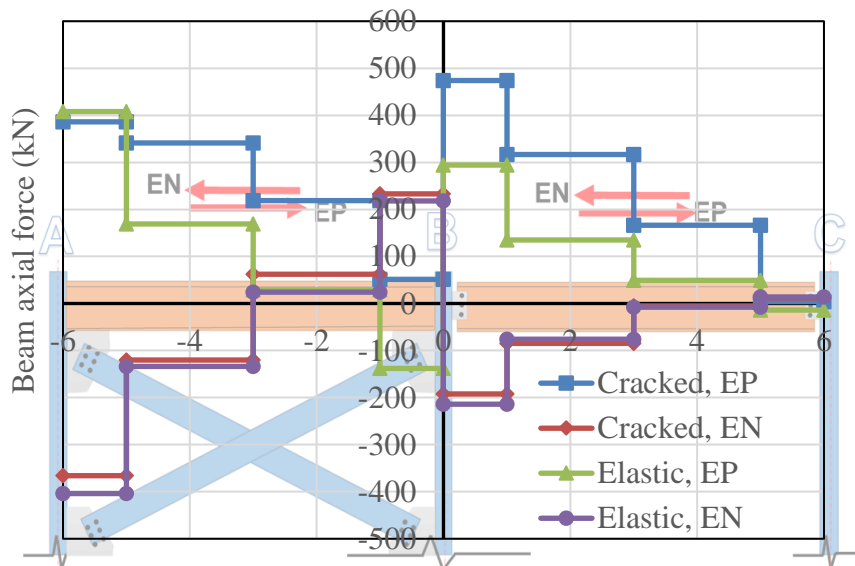 600
500
400
300
200
100
0
-100
-200
-300
-400
-500
-6
-4
-2
0
2
4
6
Beam axial force (kN)
EN
EP
EN
EP
A
B
C
Cracked, EP
Cracked, EN
Elastic, EP
Elastic, EN